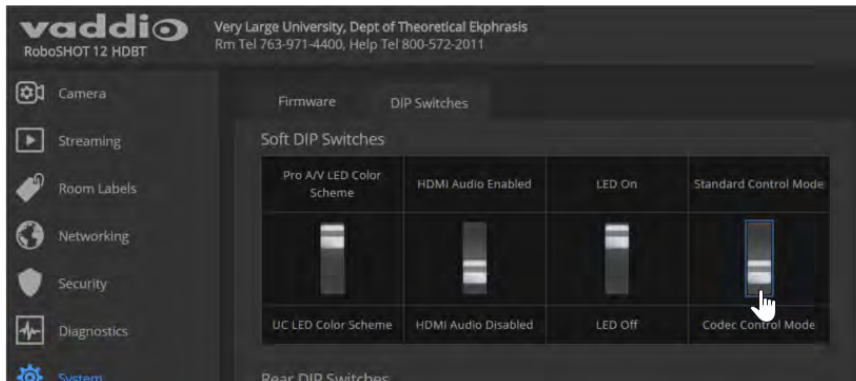 vaddio
RoboSHOT 12 HDBT
Very Large University, Dept of Theoretical Ekphrasis
Rm Tel 763-971-4400, Help Tel 800-572-2011
Camera
Streaming
Room Labels
Networking
Security
Diagnostics
System
Firmware
DIP Switches
Soft DIP Switches
Pro A/V LED Color
Scheme
HDMI Audio Enabled
LED On
Standard Control Mode
UC LED Color Scheme
HDMI Audio Disabled
LED Off
Codec Control Mode
Rear DIP Switches